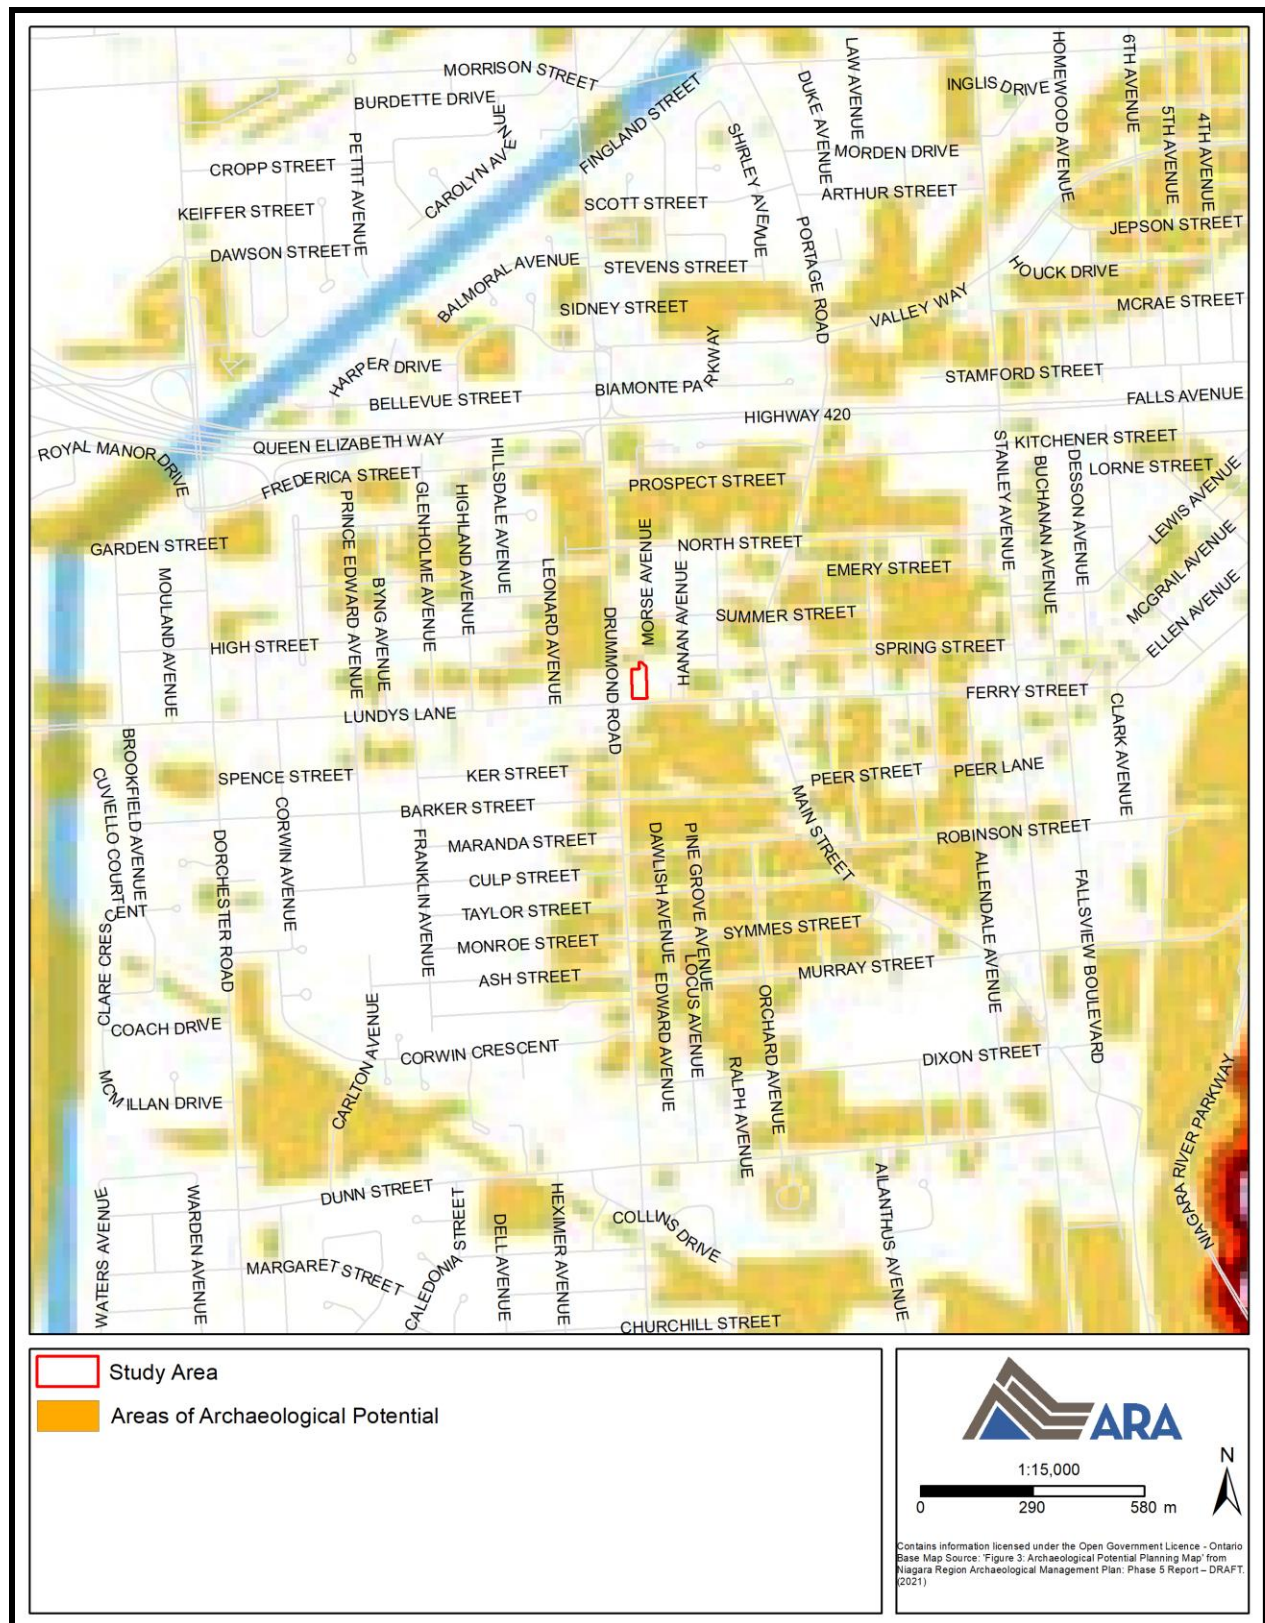 MORRISON STREET
BURDETTE DRIVE
CAROLYN AVENUE
FINGLAND STREET
CROPP STREET
PETTIT AVENUE
KEIFFER STREET
DAWSON STREET
SCOTT STREET
SHIRLEY AVENUE
DUKE AVENUE
LAW AVENUE
INGLIS DRIVE
HOMEWOOD AVENUE
6TH AVENUE
5TH AVENUE
4TH AVENUE
MORDEN DRIVE
ARTHUR STREET
JEPSON STREET
PORTAGE ROAD
BALMORAL AVENUE
STEVENS STREET
SIDNEY STREET
HOUCK DRIVE
VALLEY WAY
MCRAE STREET
HARPER DRIVE
BIAMONTE PARKWAY
STAMFORD STREET
BELLEVUE STREET
FALLS AVENUE
HIGHWAY 420
QUEEN ELIZABETH WAY
ROYAL MANOR DRIVE
KITCHENER STREET
FREDERICA STREET
LORNE STREET
PROSPECT STREET
HILLSDALE AVENUE
HIGHLAND AVENUE
GLENHOLME AVENUE
PRINCE EDWARD AVENUE
BYNG AVENUE
STANLEY AVENUE
BUCHANAN AVENUE
DESSON AVENUE
LEWIS AVENUE
MCGRAIL AVENUE
ELLEN AVENUE
GARDEN STREET
MOULAND AVENUE
LEONARD AVENUE
DRUMMOND ROAD
MORSE AVENUE
HANAN AVENUE
NORTH STREET
EMERY STREET
SUMMER STREET
HIGH STREET
SPRING STREET
FERRY STREET
LUNDYS LANE
CLARK AVENUE
BROOKFIELD AVENUE
CUVIELLO COURT
SPENCE STREET
KER STREET
PEER STREET
PEER LANE
BARKER STREET
CORWIN AVENUE
DORCHESTER ROAD
FRANKLIN AVENUE
MARANDA STREET
MAIN STREET
ROBINSON STREET
DAWLISH AVENUE
PINE GROVE AVENUE
CULP STREET
ALLENDALE AVENUE
FALLSVIEW BOULEVARD
CLARE CRESCENT
TAYLOR STREET
SYMMES STREET
MONROE STREET
MURRAY STREET
ASH STREET
EDWARD AVENUE
LOCUS AVENUE
ORCHARD AVENUE
COACH DRIVE
CARLTON AVENUE
CORWIN CRESCENT
DIXON STREET
RALPH AVENUE
MCMILLAN DRIVE
NIAGARA RIVER PARKWAY
WATERS AVENUE
WARDEN AVENUE
DUNN STREET
CALEDONIA STREET
DELL AVENUE
HEXIMER AVENUE
COLLINS DRIVE
AILANTHUS AVENUE
MARGARET STREET
CHURCHILL STREET
Study Area
Areas of Archaeological Potential
ARA
N
1:15,000
0 290 580 m
Contains information licensed under the Open Government Licence - Ontario
Base Map Source: 'Figure 3: Archaeological Potential Planning Map' from
Niagara Region Archaeological Management Plan: Phase 5 Report – DRAFT.
(2021)